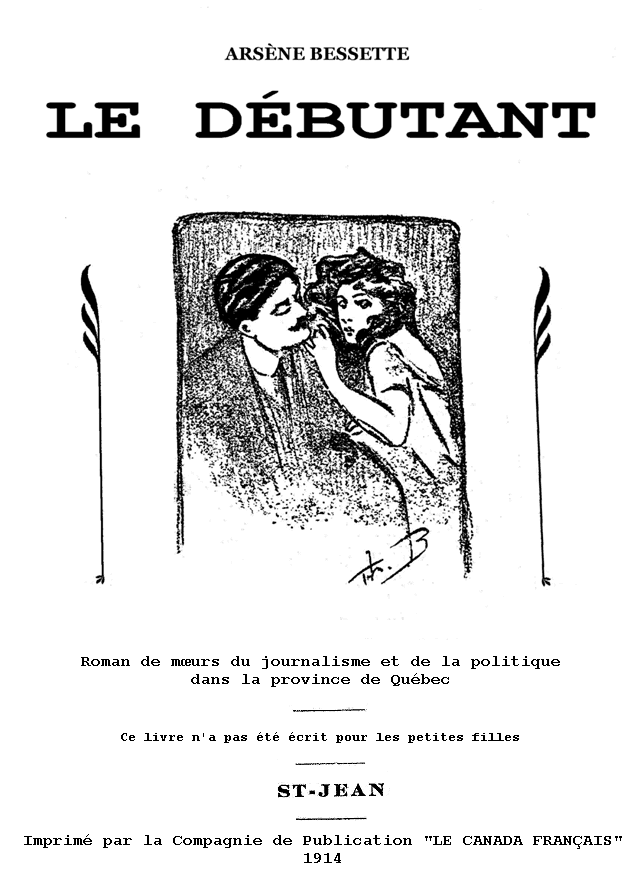 ARSÈNE BESSETTE
LE DÉBUTANT
Th. B
Roman de mœurs du journalisme et de la politique
dans la province de Québec
Ce livre n'a pas été écrit pour les petites filles
ST-JEAN
Imprimé par la Compagnie de Publication "LE CANADA FRANÇAIS"
1914